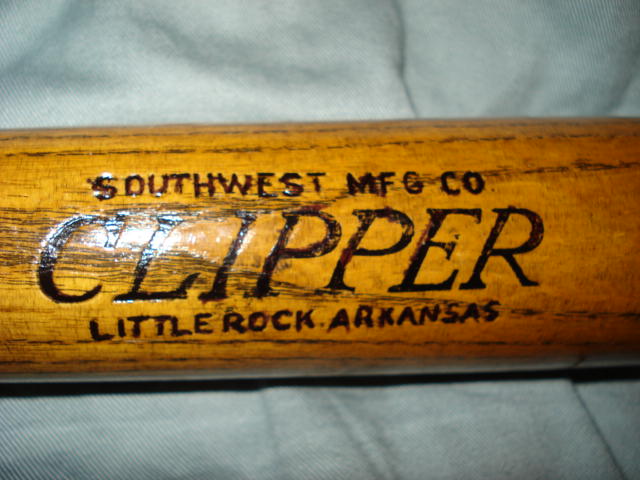 SOUTHWEST MFG CO
CLIPPER
LITTLE ROCK. ARKANSAS